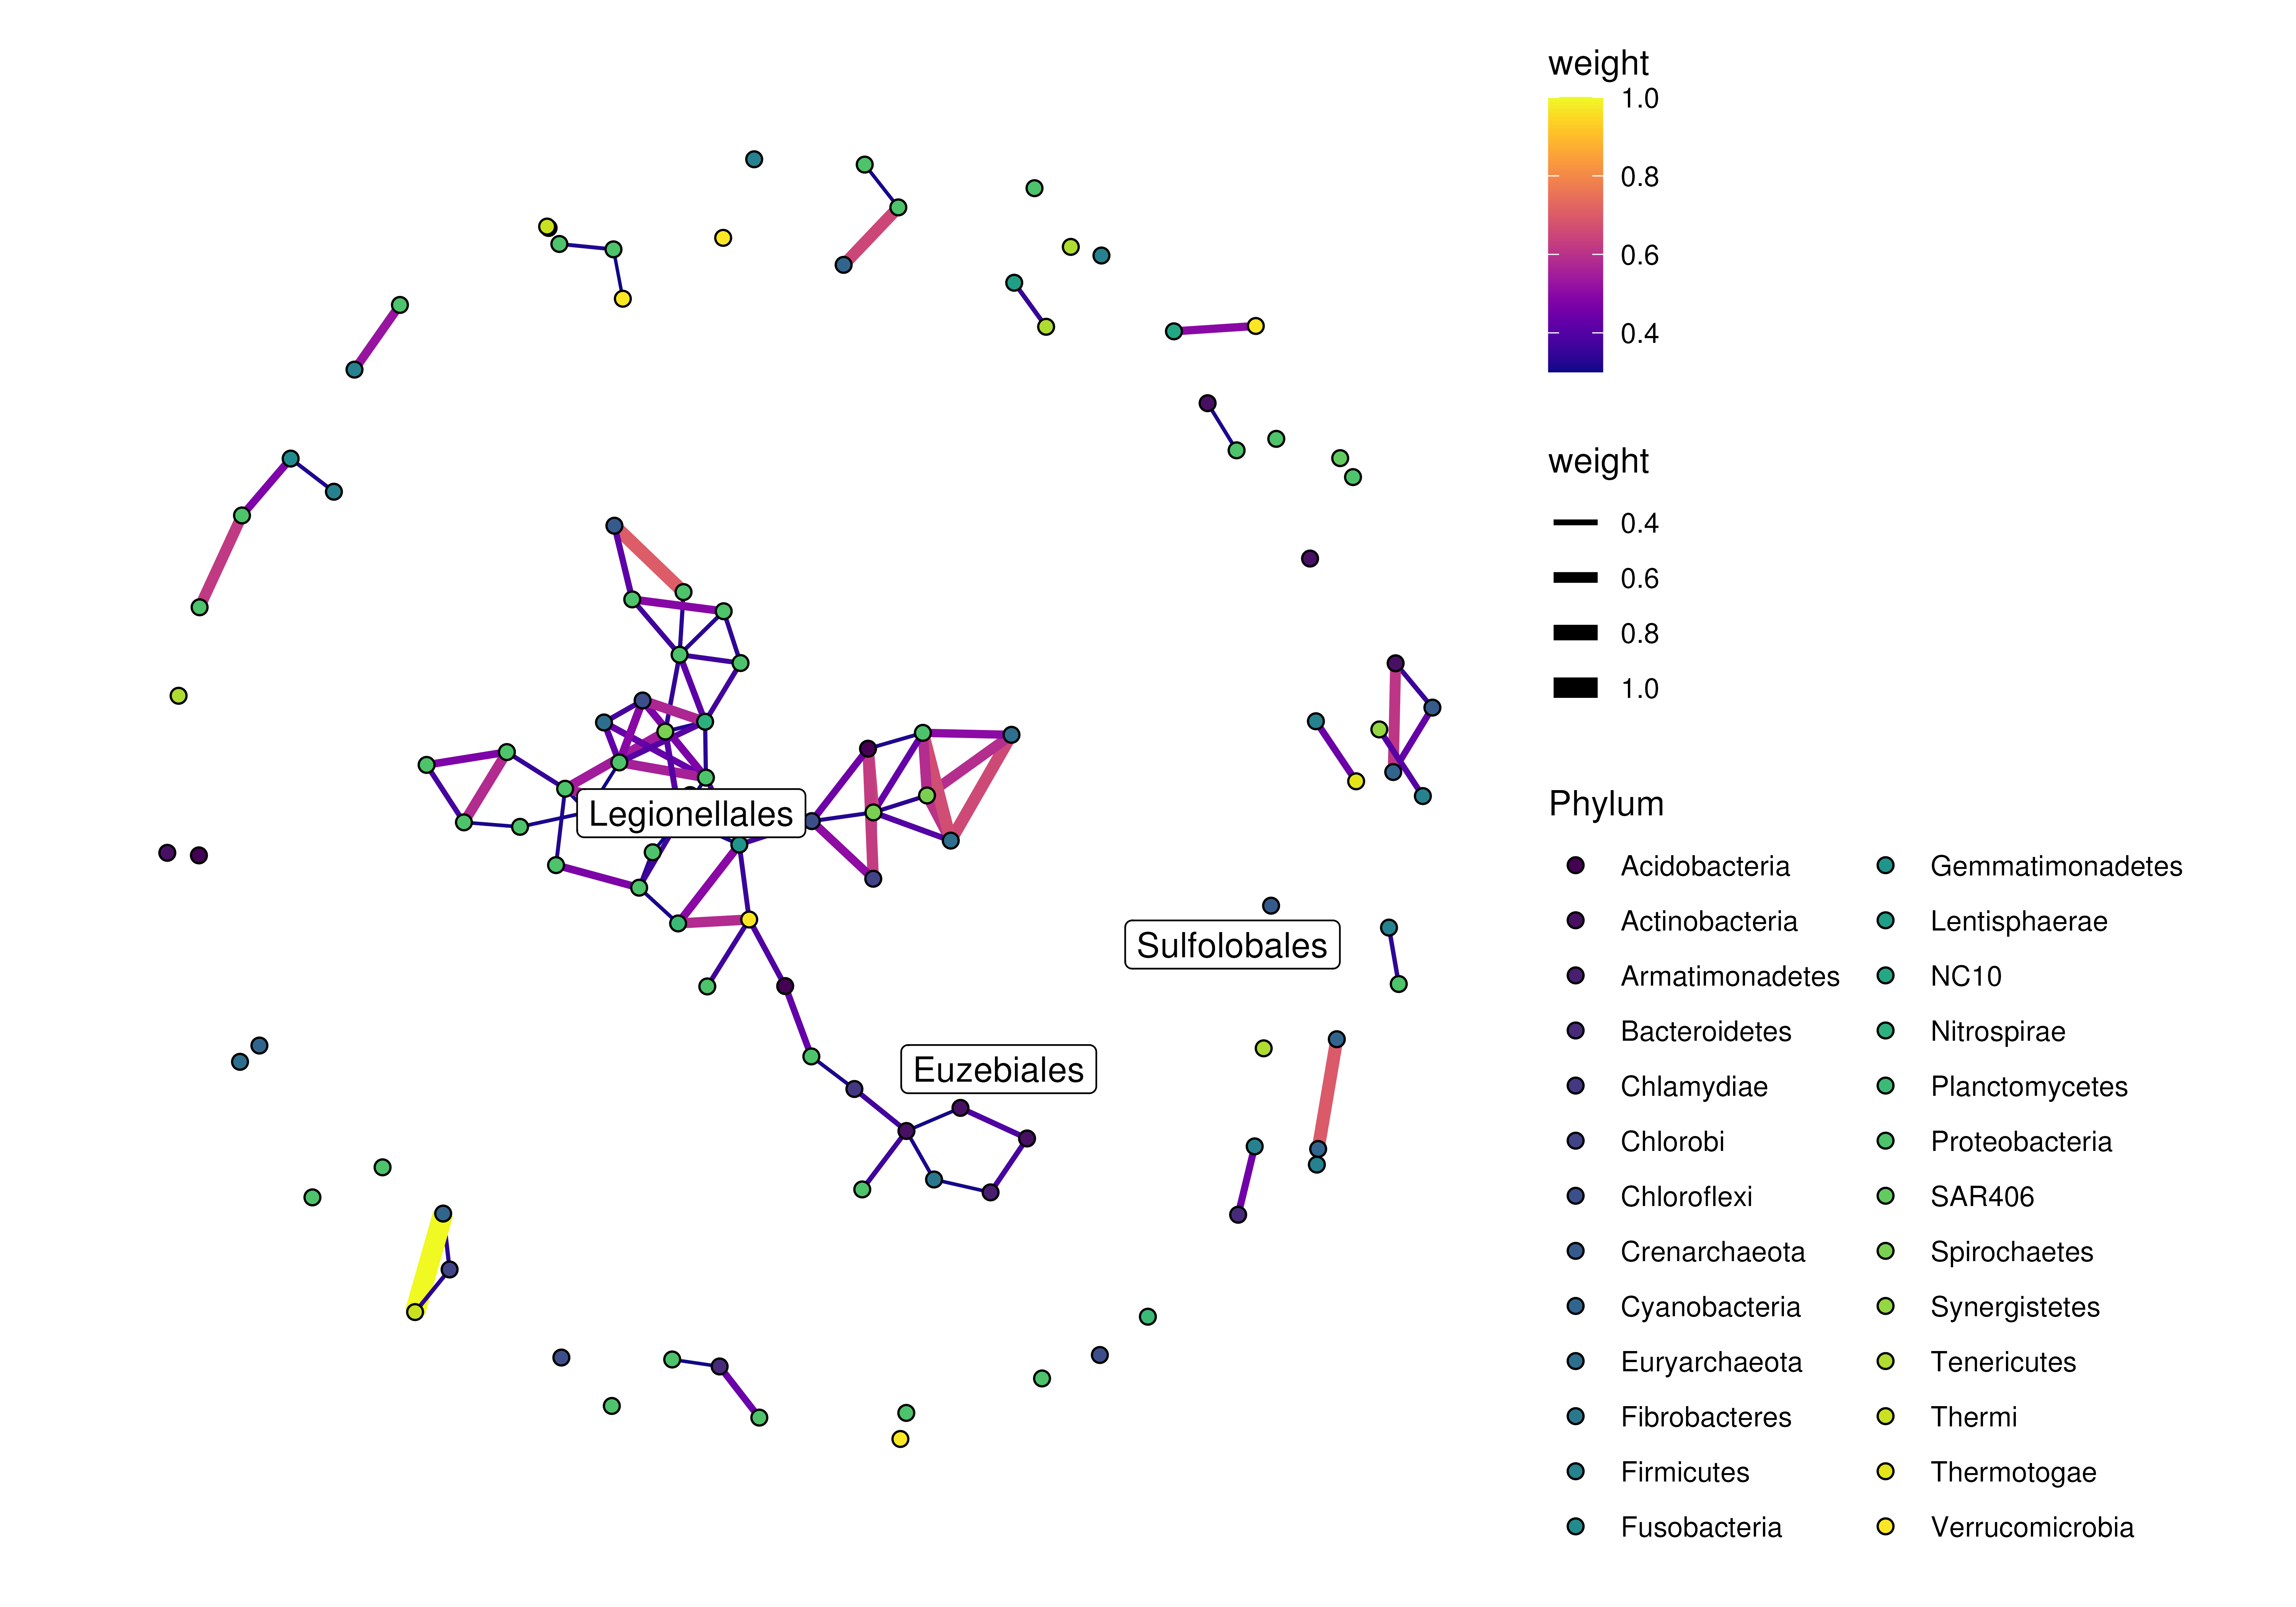 weight
1.0
0.8
0.6
0.4
weight
0.4
0.6
0.8
1.0
Legionellales
Sulfolobales
Euzebiales
Phylum
Acidobacteria
Actinobacteria
Armatimonadetes
Bacteroidetes
Chlamydiae
Chlorobi
Chloroflexi
Crenarchaeota
Cyanobacteria
Euryarchaeota
Fibrobacteres
Firmicutes
Fusobacteria
Gemmatimonadetes
Lentisphaerae
NC10
Nitrospirae
Planctomycetes
Proteobacteria
SAR406
Spirochaetes
Synergistetes
Tenericutes
Thermi
Thermotogae
Verrucomicrobia